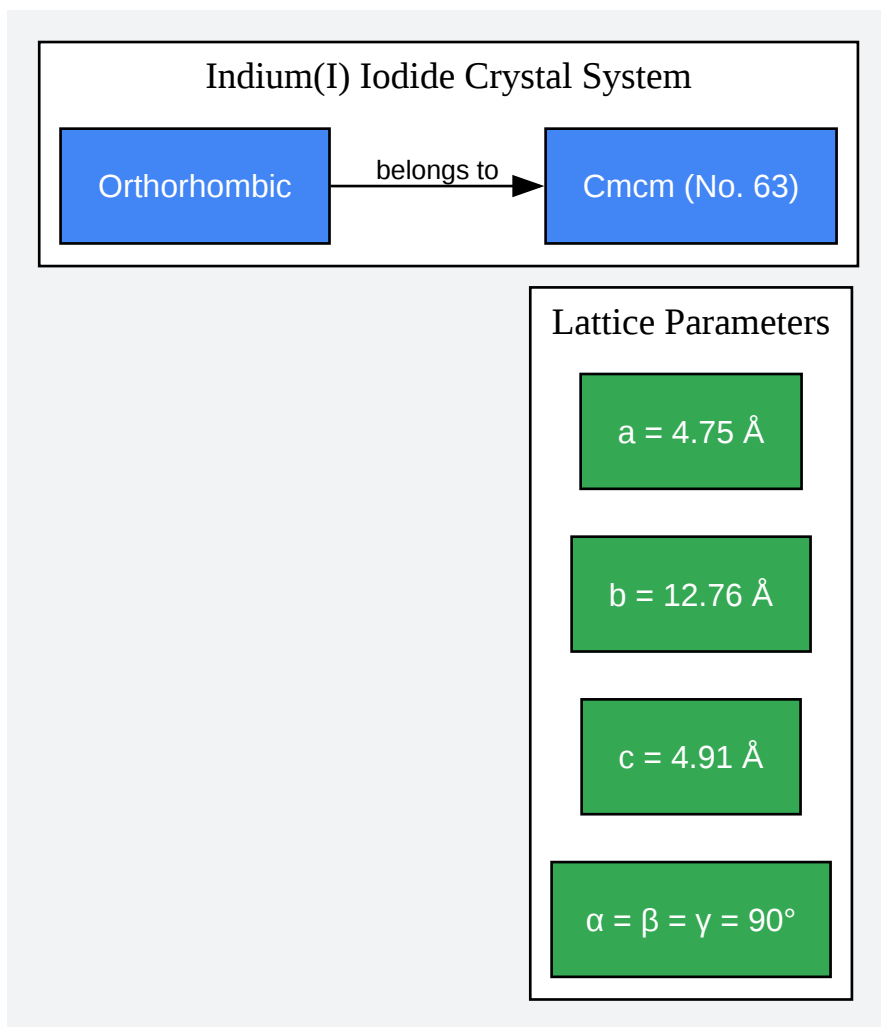 Indium(I) Iodide Crystal System
Orthorhombic
belongs to
Cmcm (No. 63)
Lattice Parameters
a = 4.75 Å
b = 12.76 Å
c = 4.91 Å
α = β = γ = 90°